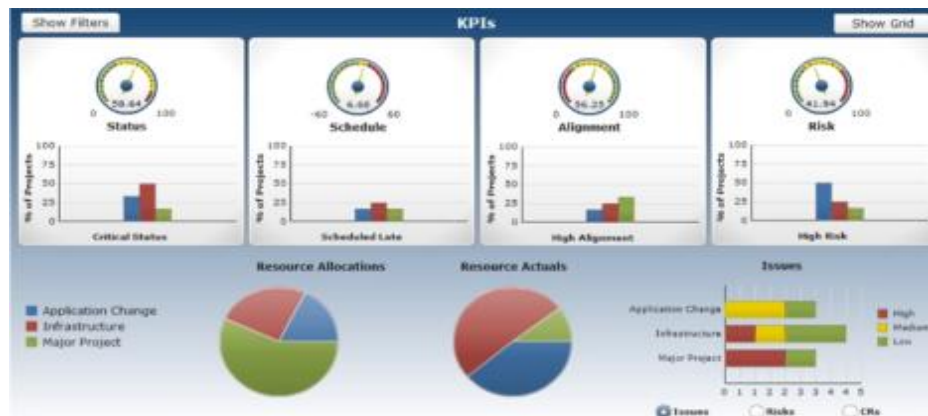 Show Filters
KPIs
Show Grid
0 100
Status
-60 60
Schedule
56.25
0 100
Alignment
41.94
0 100
Risk
% of Projects
100
75
50
25
0
Critical Status
% of Projects
100
75
50
25
0
Scheduled Late
% of Projects
100
75
50
25
0
High Alignment
% of Projects
100
75
50
25
0
High Risk
Resource Allocations
Resource Actuals
Issues
Application Change
Infrastructure
Major Project
Application Change
Infrastructure
Major Project
High
Medium
Low
0 1 1 2 2 3 3 4 4 5 5
Issues
Risks
CRs